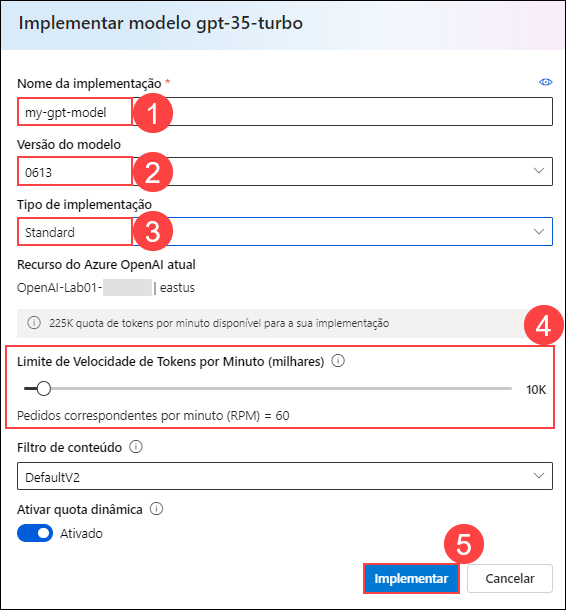 Implementar modelo gpt-35-turbo
Nome da implementação *
my-gpt-model
1
Versão do modelo
0613
2
Tipo de implementação
Standard
3
Recurso do Azure OpenAI atual
OpenAI-Lab01- | eastus
225K quota de tokens por minuto disponível para a sua implementação
4
Limite de Velocidade de Tokens por Minuto (milhares)
10K
Pedidos correspondentes por minuto (RPM) = 60
Filtro de conteúdo
DefaultV2
Ativar quota dinâmica
Ativado
5
Implementar
Cancelar